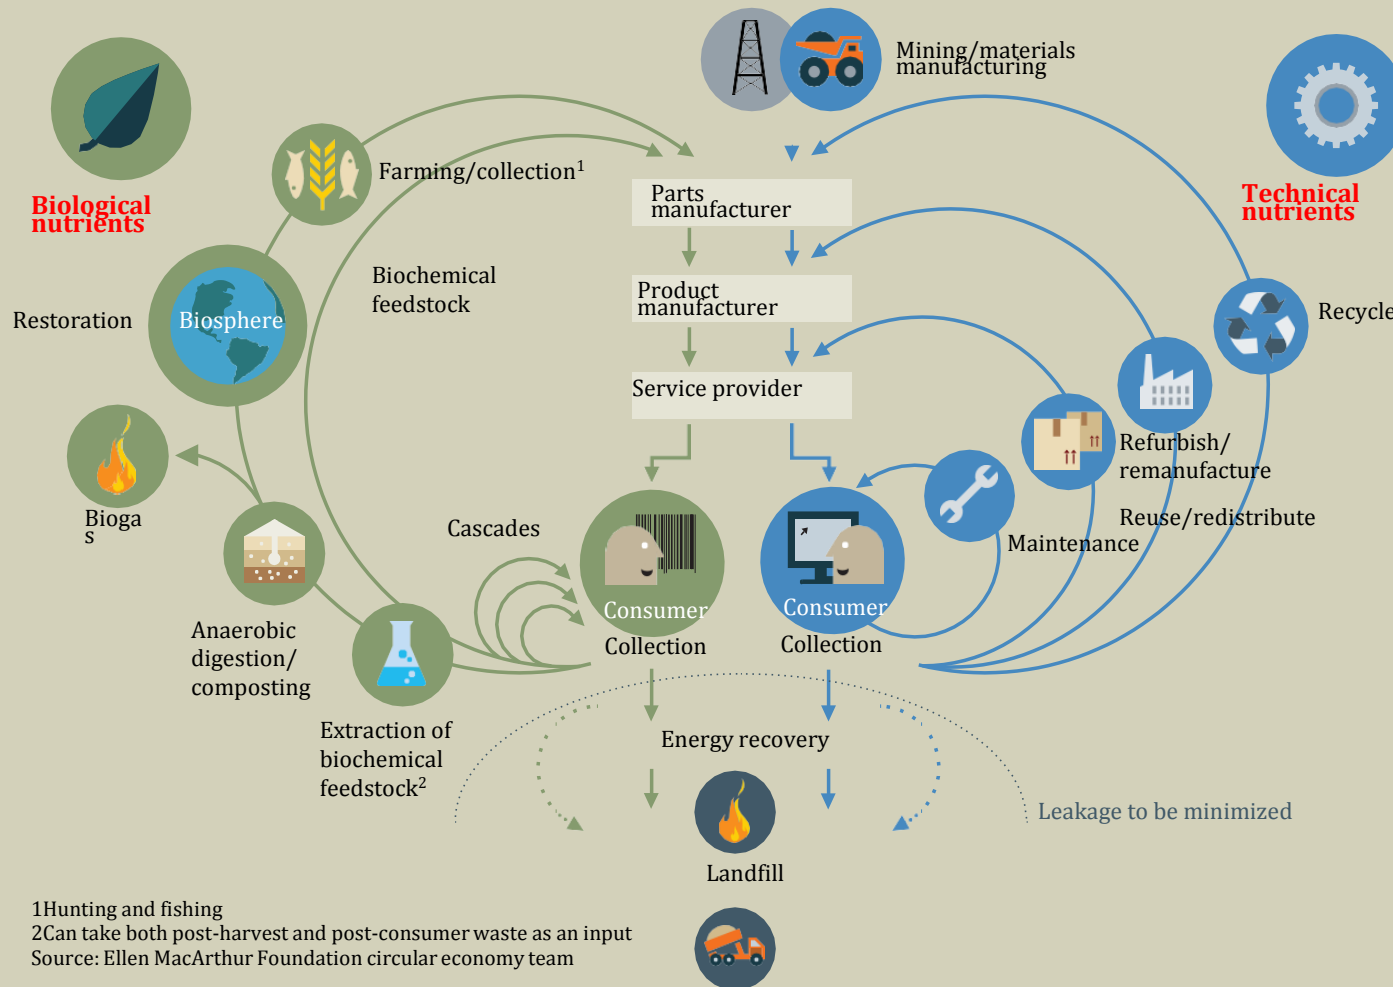 Mining/materials
manufacturing
Biological
nutrients
Technical
nutrients
Farming/collection1
Parts
manufacturer
Biochemical
feedstock
Product
manufacturer
Restoration
Biosphere
Recycle
Service provider
Refurbish/
remanufacture
Bioga
s
Cascades
Reuse/redistribute
Maintenance
Consumer
Consumer
Collection
Collection
Anaerobic
digestion/
composting
Extraction of
biochemical
feedstock2
Energy recovery
Leakage to be minimized
Landfill
1Hunting and fishing
2Can take both post-harvest and post-consumer waste as an input
Source: Ellen MacArthur Foundation circular economy team